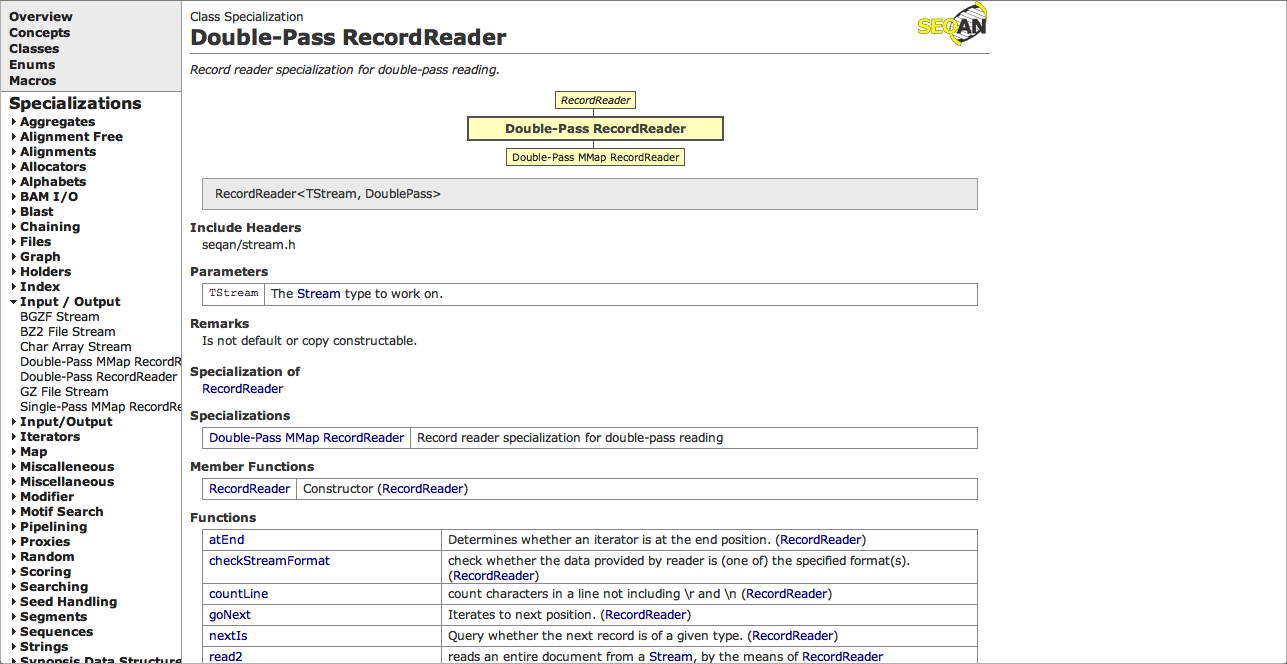 Overview
Concepts
Classes
Enums
Macros
Specializations
Aggregates
Alignment Free
Alignments
Allocators
Alphabets
BAM I/O
Blast
Chaining
Files
Graph
Holders
Index
Input / Output
BGZF Stream
BZ2 File Stream
Char Array Stream
Double-Pass MMap RecordR
Double-Pass RecordReader
GZ File Stream
Single-Pass MMap RecordRe
Input/Output
Iterators
Map
Miscalleneous
Miscellaneous
Modifier
Motif Search
Pipelining
Proxies
Random
Scoring
Searching
Seed Handling
Segments
Sequences
Strings
Synopsis Data Structure
Class Specialization
Double-Pass RecordReader
SEQAN
Record reader specialization for double-pass reading.
RecordReader
Double-Pass RecordReader
Double-Pass MMap RecordReader
RecordReader<TStream, DoublePass>
Include Headers
seqan/stream.h
Parameters
TStream The Stream type to work on.
Remarks
Is not default or copy constructable.
Specialization of
RecordReader
Specializations
Double-Pass MMap RecordReader Record reader specialization for double-pass reading
Member Functions
RecordReader Constructor (RecordReader)
Functions
atEnd Determines whether an iterator is at the end position. (RecordReader)
checkStreamFormat check whether the data provided by reader is (one of) the specified format(s).
(RecordReader)
countLine count characters in a line not including \r and \n (RecordReader)
goNext Iterates to next position. (RecordReader)
nextIs Query whether the next record is of a given type. (RecordReader)
read2 reads an entire document from a Stream, by the means of RecordReader